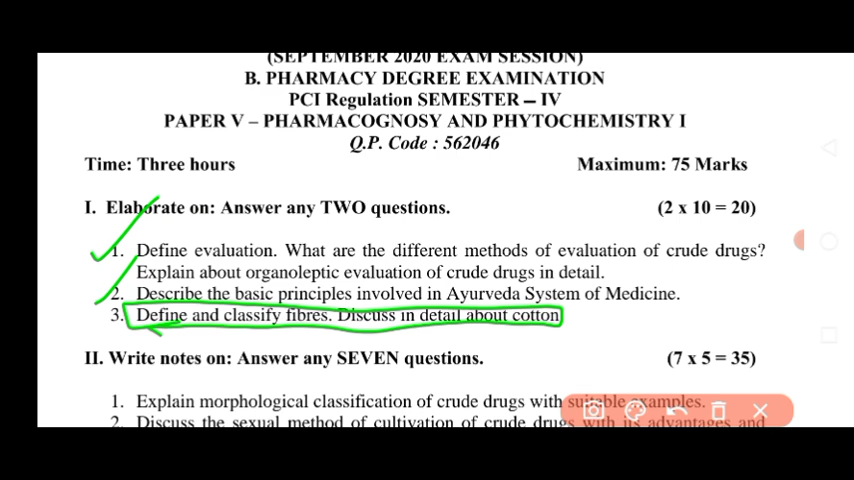 (SEPTEMBER 2020 EXAM SESSION)
B. PHARMACY DEGREE EXAMINATION
PCI Regulation SEMESTER – IV
PAPER V – PHARMACOGNOSY AND PHYTOCHEMISTRY I
Q.P. Code : 562046
Time: Three hours Maximum: 75 Marks
I. Elaborate on: Answer any TWO questions. (2 x 10 = 20)
1. Define evaluation. What are the different methods of evaluation of crude drugs?
Explain about organoleptic evaluation of crude drugs in detail.
2. Describe the basic principles involved in Ayurveda System of Medicine.
3. Define and classify fibres. Discuss in detail about cotton
II. Write notes on: Answer any SEVEN questions. (7 x 5 = 35)
1. Explain morphological classification of crude drugs with suitable examples.
2. Discuss the sexual method of cultivation of crude drugs with its advantages and